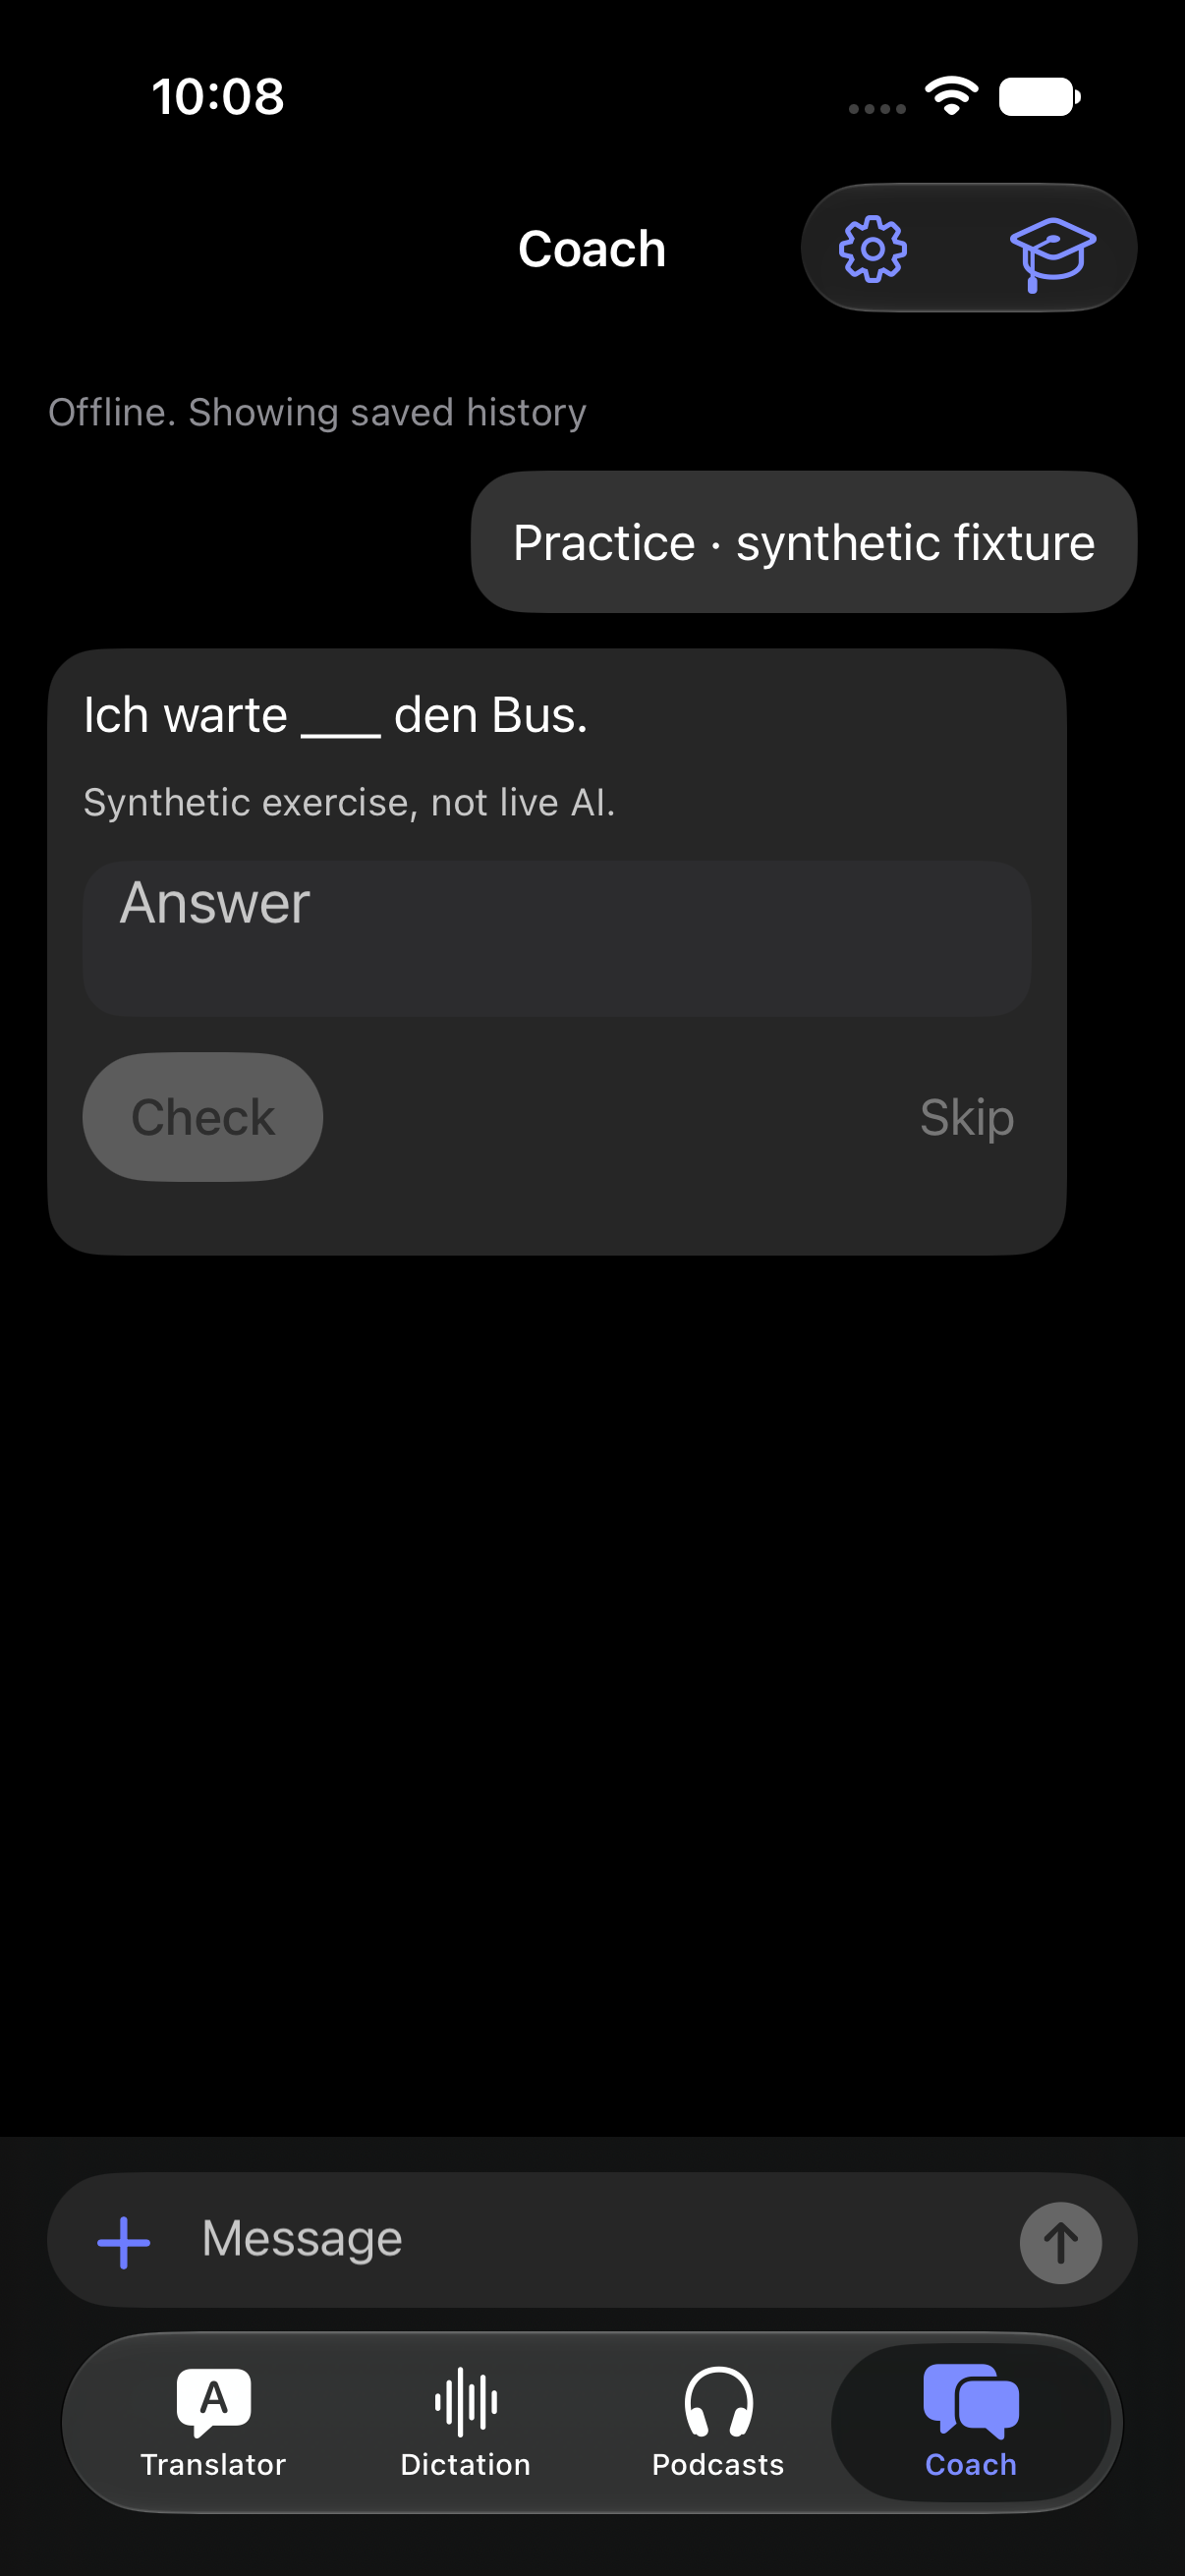 10:08
Coach
Offline. Showing saved history
Practice · synthetic fixture
Ich warte ___ den Bus.
Synthetic exercise, not live AI.
Answer
Check
Skip
Message
A
Translator
Dictation
Podcasts
Coach